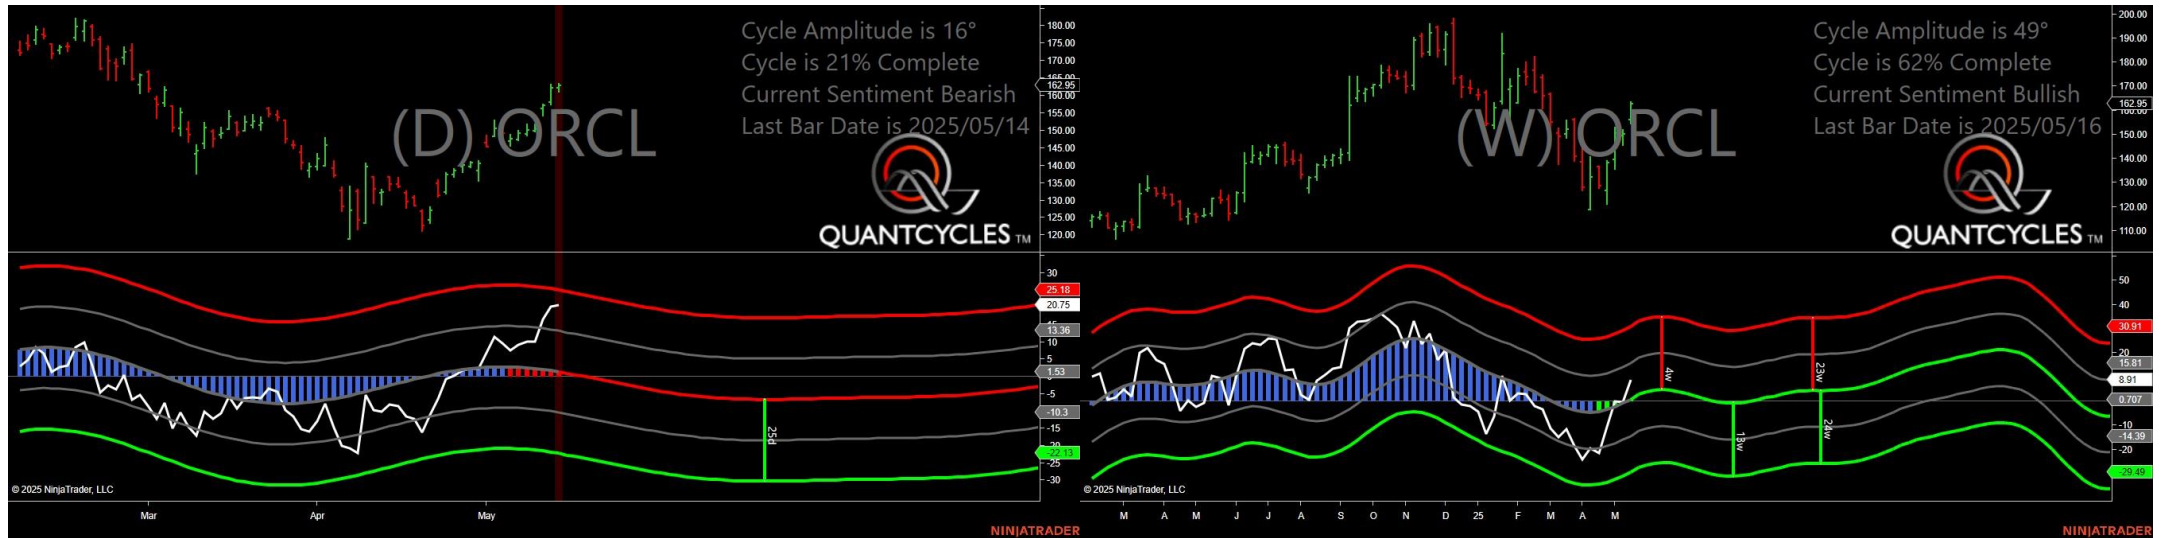 Cycle Amplitude is 16°
Cycle is 21% Complete
Current Sentiment Bearish
Last Bar Date is 2025/05/14
(D) ORCL
QUANTCYCLES TM
180.00
175.00
170.00
165.00
162.95
160.00
155.00
150.00
145.00
140.00
135.00
130.00
125.00
120.00
30
25.18
20.75
13.36
10
5
1.53
-5
-10.3
-15
-20
-22.13
-25
-30
25d
© 2025 NinjaTrader, LLC
Mar
Apr
May
NINJATRADER
Cycle Amplitude is 49°
Cycle is 62% Complete
Current Sentiment Bullish
Last Bar Date is 2025/05/16
(W) ORCL
QUANTCYCLES TM
200.00
190.00
180.00
170.00
162.95
160.00
150.00
140.00
130.00
120.00
110.00
50
40
30.91
20
15.81
8.91
0.707
-10
-14.39
-20
-29.49
4w
23w
13w
24w
© 2025 NinjaTrader, LLC
M A M J J A S O N D 25 F M A M
NINJATRADER